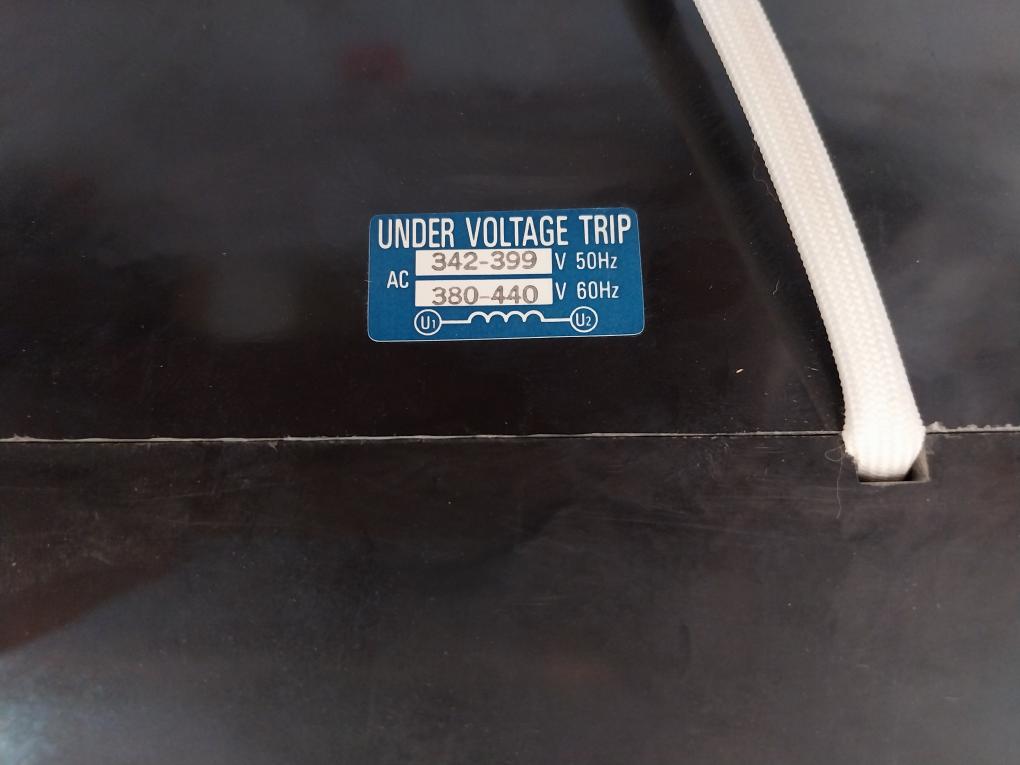 UNDER VOLTAGE TRIP
AC 342-399 V 50Hz
380-440 V 60Hz
U1 U2